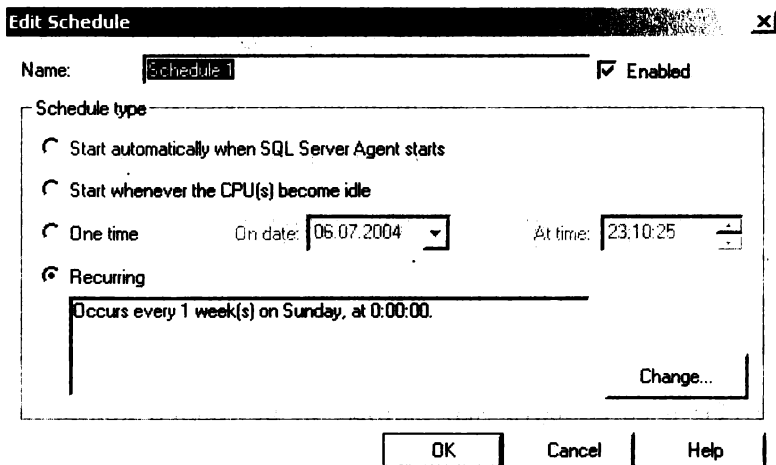 Edit Schedule
Name: Schedule 1 Enabled
Schedule type
Start automatically when SQL Server Agent starts
Start whenever the CPU(s) become idle
One time On date: 06.07.2004 At time: 23:10:25
Recurring
Occurs every 1 week(s) on Sunday, at 0:00:00.
Change...
OK Cancel Help